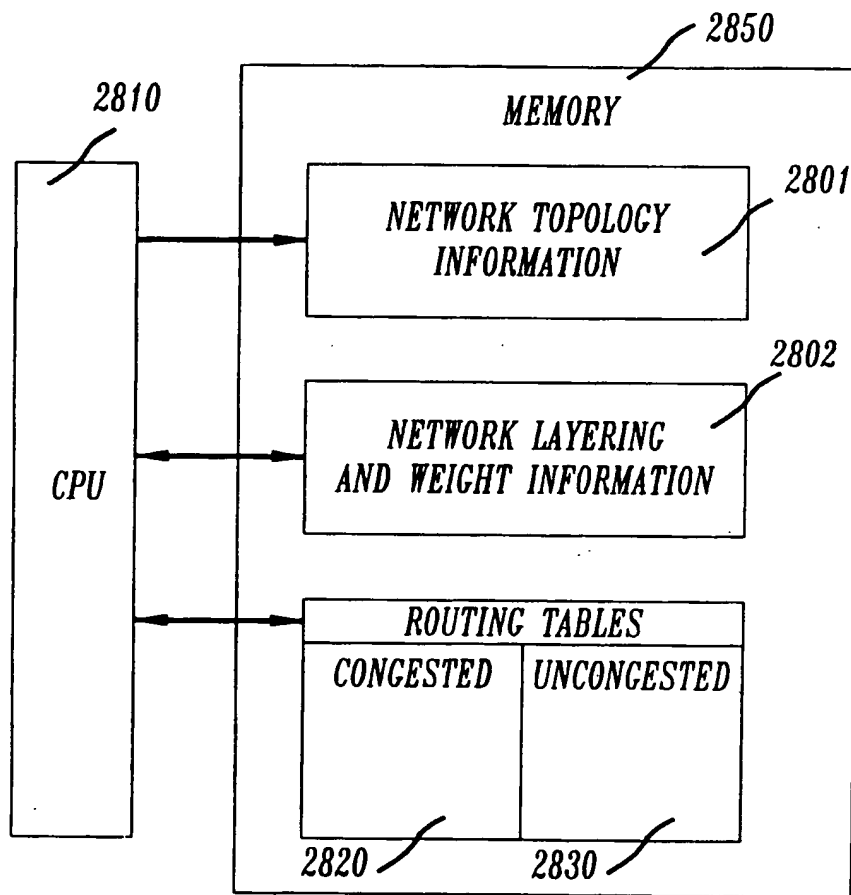 2850
MEMORY
2810
2801
NETWORK TOPOLOGY
INFORMATION
2802
NETWORK LAYERING
AND WEIGHT INFORMATION
CPU
ROUTING TABLES
CONGESTED
UNCONGESTED
2820
2830